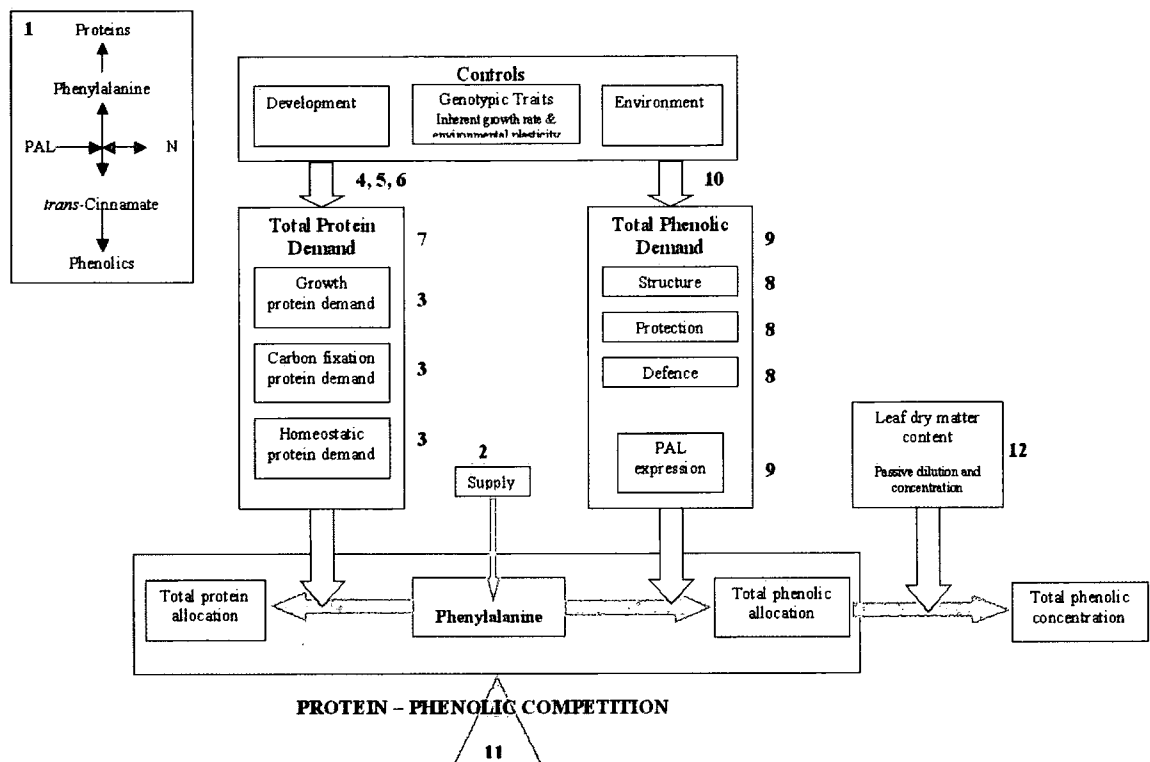 1
Proteins
Phenylalanine
PAL
N
trans-Cinnamate
Phenolics
Controls
Development
Genotypic Traits
Inherent growth rate &
environmental plasticity
Environment
4, 5, 6
10
Total Protein
Demand
7
Growth
protein demand
3
Carbon fixation
protein demand
3
Homeostatic
protein demand
3
2
Supply
Total Phenolic
Demand
9
Structure
8
Protection
8
Defence
8
PAL
expression
9
Leaf dry matter
content
Passive dilution and
concentration
12
Total protein
allocation
Phenylalanine
Total phenolic
allocation
Total phenolic
concentration
PROTEIN – PHENOLIC COMPETITION
11